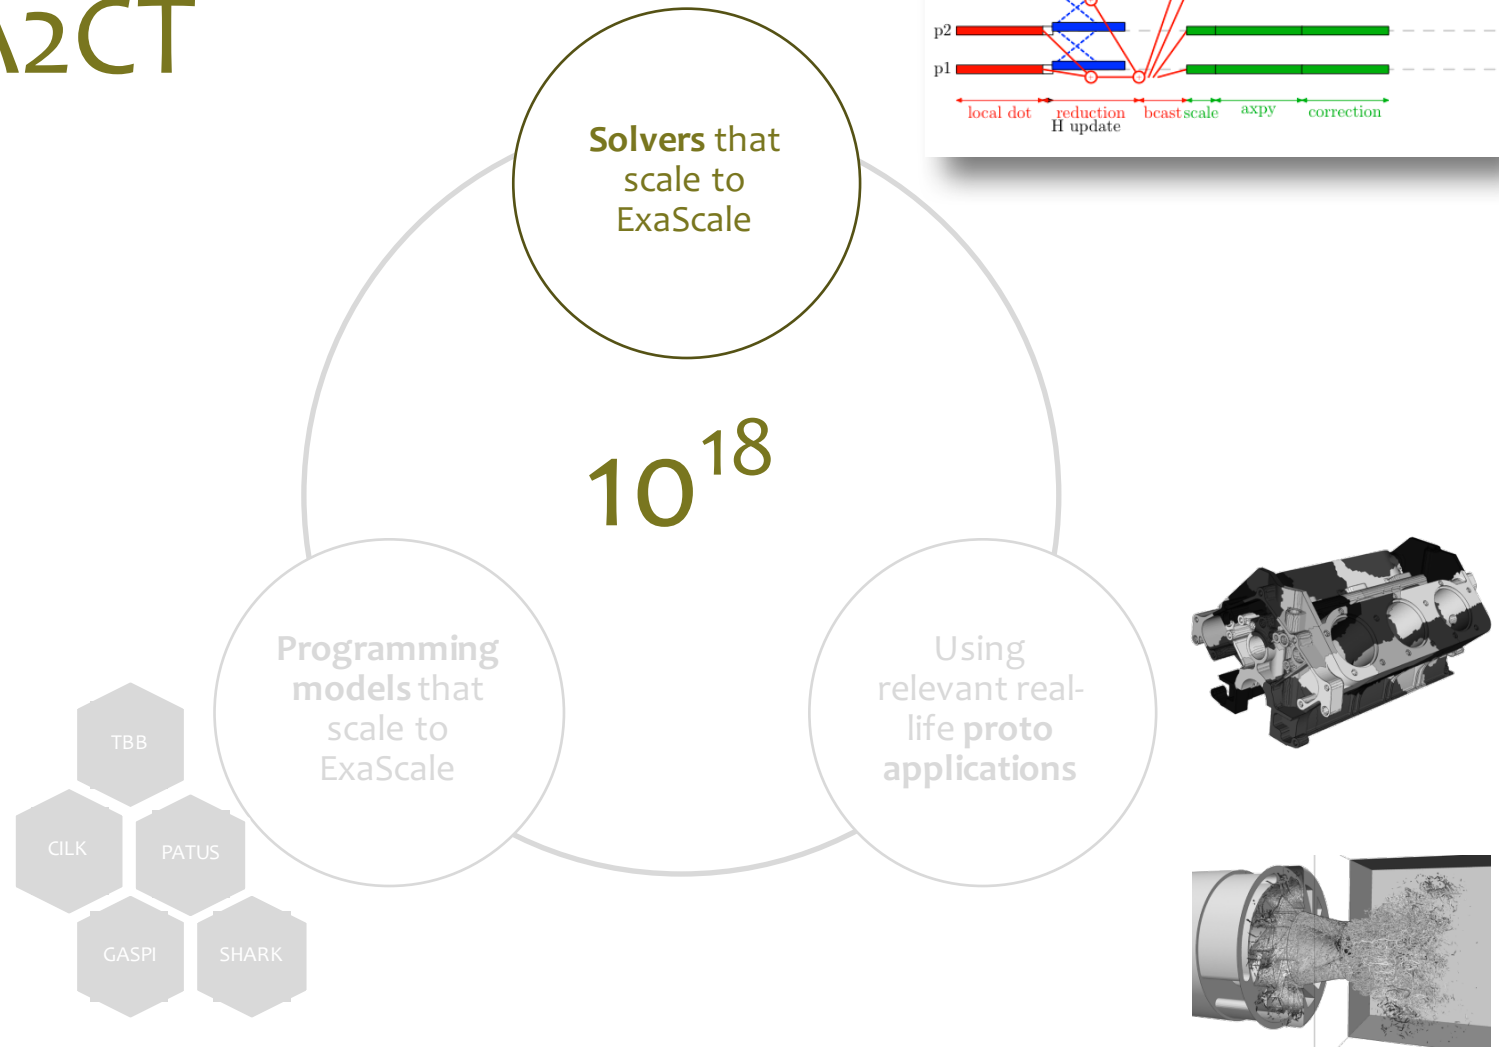 A2CT
p2
p1
local dot reduction bcast scale axpy correction
H update
Solvers that
scale to
ExaScale
10^18
Programming
models that
scale to
ExaScale
Using
relevant real-
life proto
applications
TBB
CILK
PATUS
GASPI
SHARK